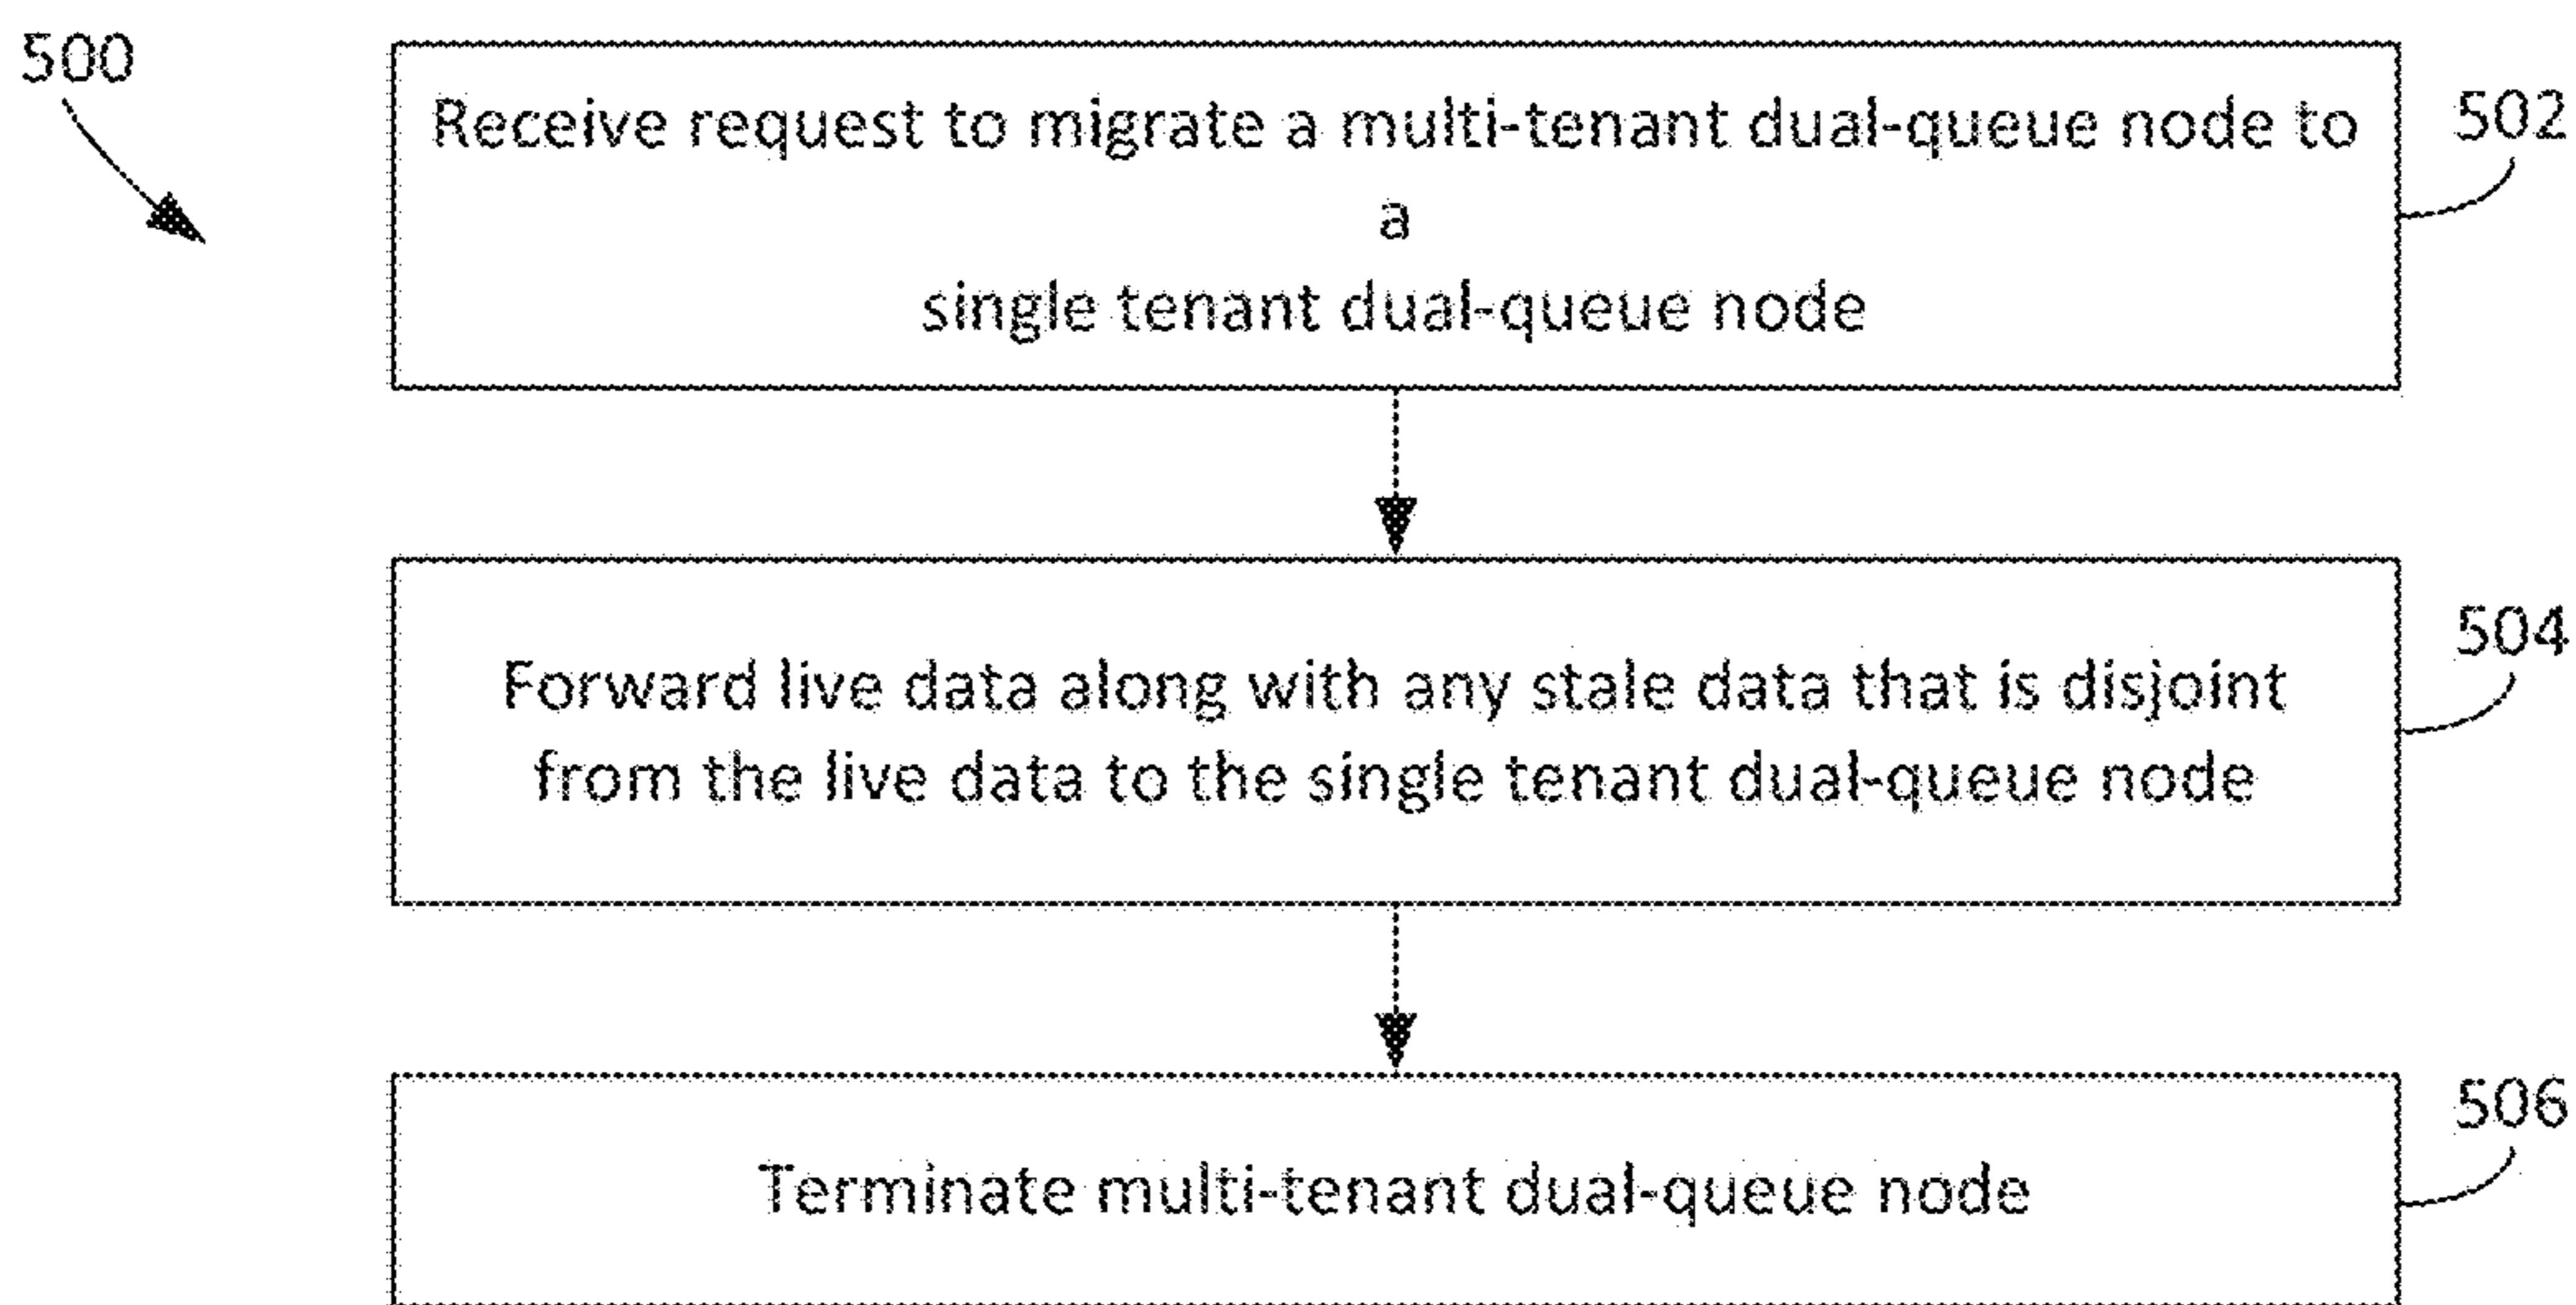 500
Receive request to migrate a multi-tenant dual-queue node to
a
single tenant dual-queue node
502
Forward live data along with any stale data that is disjoint
from the live data to the single tenant dual-queue node
504
Terminate multi-tenant dual-queue node
506